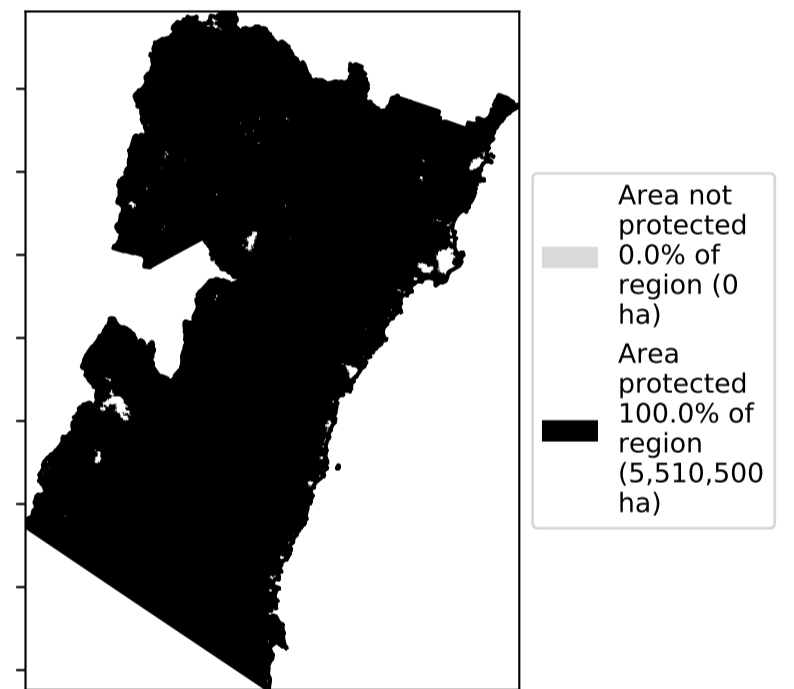 Area not
protected
0.0% of
region (0
ha)
Area
protected
100.0% of
region
(5,510,500
ha)